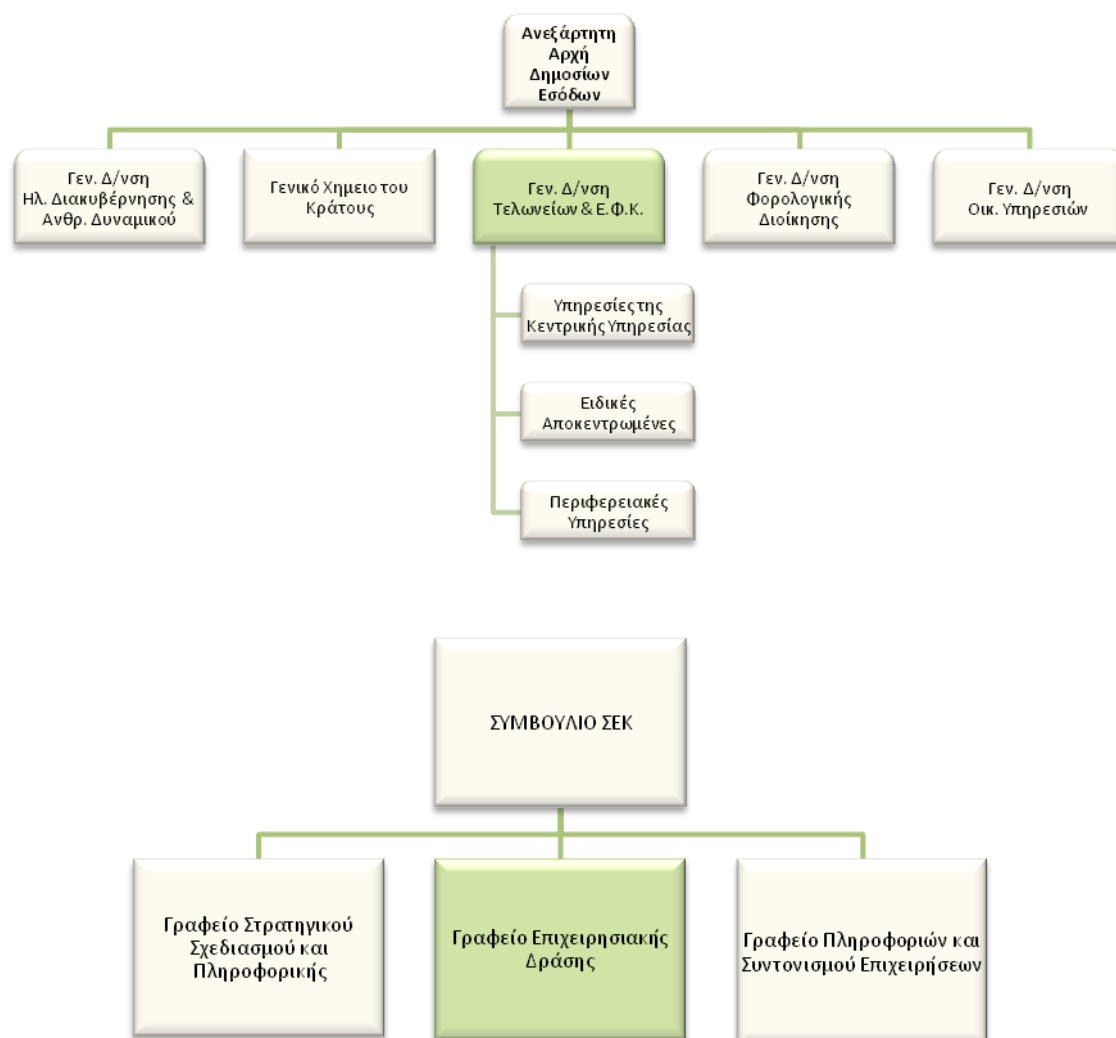 Ανεξάρτητη
Αρχή
Δημοσίων
Εσόδων
Γεν. Δ/νση
Ηλ. Διακυβέρνησης &
Ανθρ. Δυναμικού
Γενικό Χημειο του
Κράτους
Γεν. Δ/νση
Τελωνείων & Ε.Φ.Κ.
Γεν. Δ/νση
Φορολογικής
Διοίκησης
Γεν. Δ/νση
Οικ. Υπηρεσιών
Υπηρεσίες της
Κεντρικής Υπηρεσίας
Ειδικές
Αποκεντρωμένες
Περιφερειακές
Υπηρεσίες
ΣΥΜΒΟΥΛΙΟ ΣΕΚ
Γραφείο Στρατηγικού
Σχεδιασμού και
Πληροφορικής
Γραφείο Επιχειρησιακής
Δράσης
Γραφείο Πληροφοριών και
Συντονισμού Επιχειρήσεων